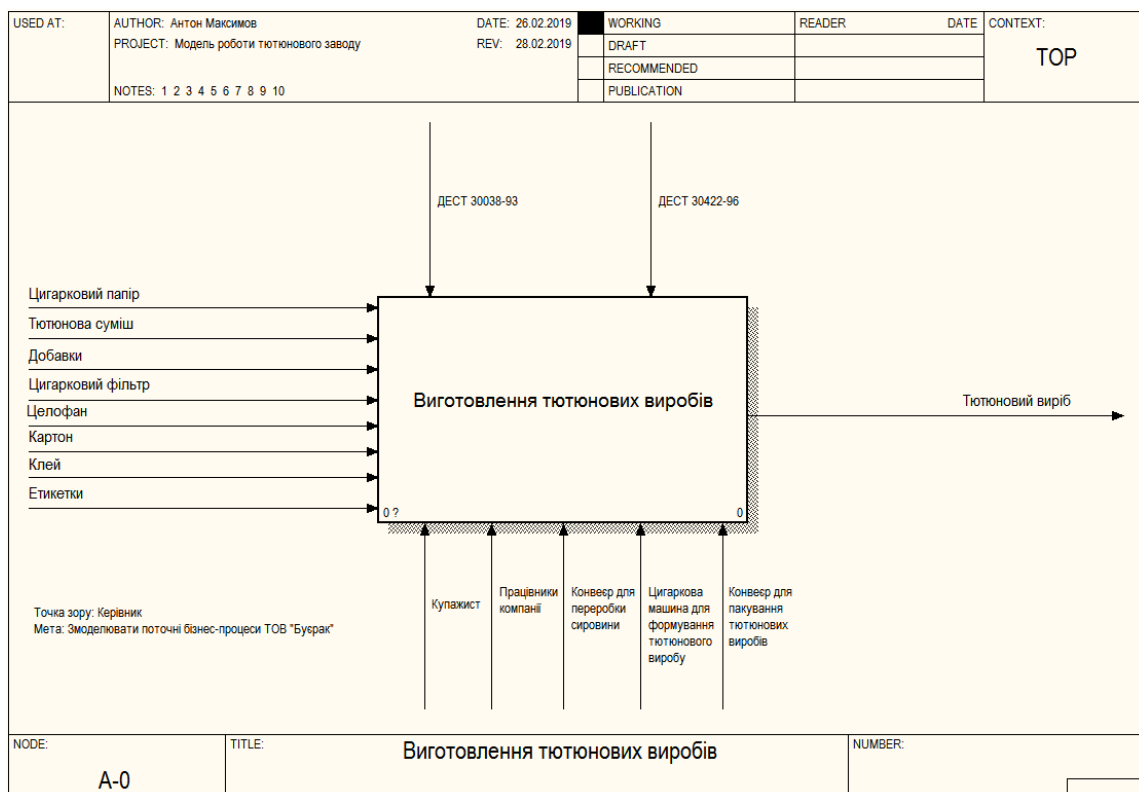 USED AT:
AUTHOR: Антон Максимов
DATE: 26.02.2019
PROJECT: Модель роботи тютюнового заводу
REV: 28.02.2019
NOTES: 1 2 3 4 5 6 7 8 9 10
WORKING
DRAFT
RECOMMENDED
PUBLICATION
READER
DATE
CONTEXT:
TOP
ДЕСТ 30038-93
ДЕСТ 30422-96
Цигарковий папір
Тютюнова суміш
Добавки
Цигарковий фільтр
Целофан
Картон
Клей
Етикетки
Виготовлення тютюнових виробів
0 ?
0
Тютюновий виріб
Купажист
Працівники
компанії
Конвеєр для
переробки
сировини
Цигаркова
машина для
формування
тютюнового
виробу
Конвеєр для
пакування
тютюнових
виробів
Точка зору: Керівник
Мета: Змоделювати поточні бізнес-процеси ТОВ "Буєрак"
NODE:
A-0
TITLE:
Виготовлення тютюнових виробів
NUMBER: